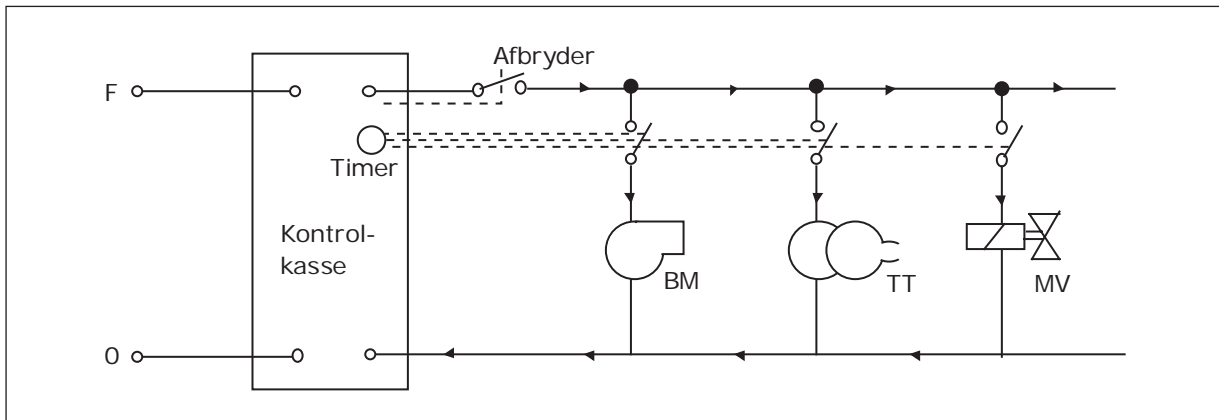 Afbryder
F
Timer
Kontrol-
kasse
BM
TT
MV
0